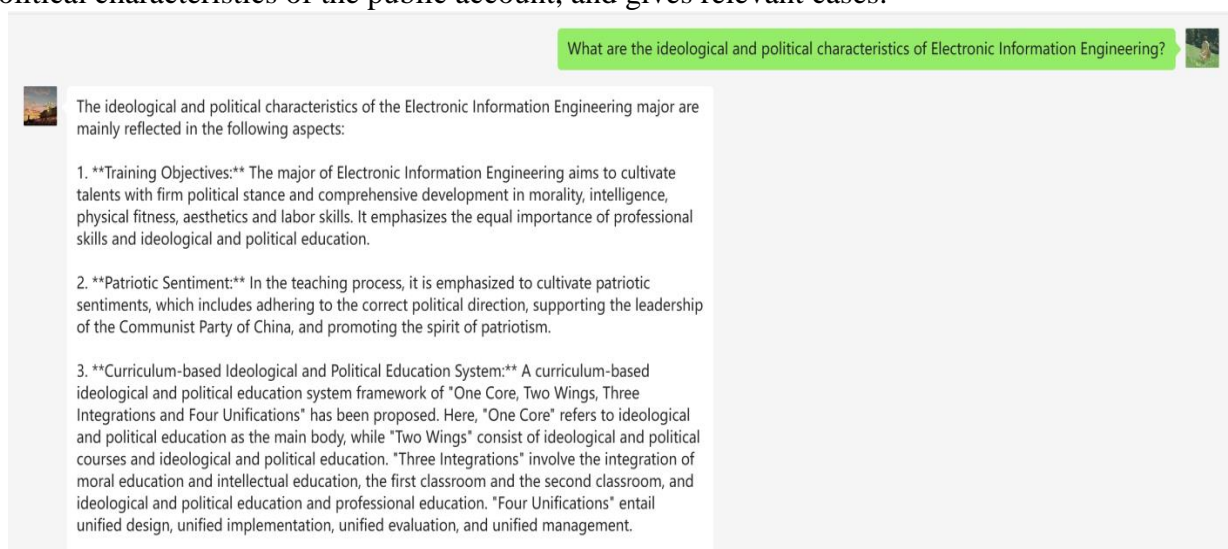 olitical characteristics of the public account, and gives relevant cases.
What are the ideological and political characteristics of Electronic Information Engineering?
The ideological and political characteristics of the Electronic Information Engineering major are
mainly reflected in the following aspects:
1. **Training Objectives:** The major of Electronic Information Engineering aims to cultivate
talents with firm political stance and comprehensive development in morality, intelligence,
physical fitness, aesthetics and labor skills. It emphasizes the equal importance of professional
skills and ideological and political education.
2. **Patriotic Sentiment:** In the teaching process, it is emphasized to cultivate patriotic
sentiments, which includes adhering to the correct political direction, supporting the leadership
of the Communist Party of China, and promoting the spirit of patriotism.
3. **Curriculum-based Ideological and Political Education System:** A curriculum-based
ideological and political education system framework of "One Core, Two Wings, Three
Integrations and Four Unifications" has been proposed. Here, "One Core" refers to ideological
and political education as the main body, while "Two Wings" consist of ideological and political
courses and ideological and political education. "Three Integrations" involve the integration of
moral education and intellectual education, the first classroom and the second classroom, and
ideological and political education and professional education. "Four Unifications" entail
unified design, unified implementation, unified evaluation, and unified management.